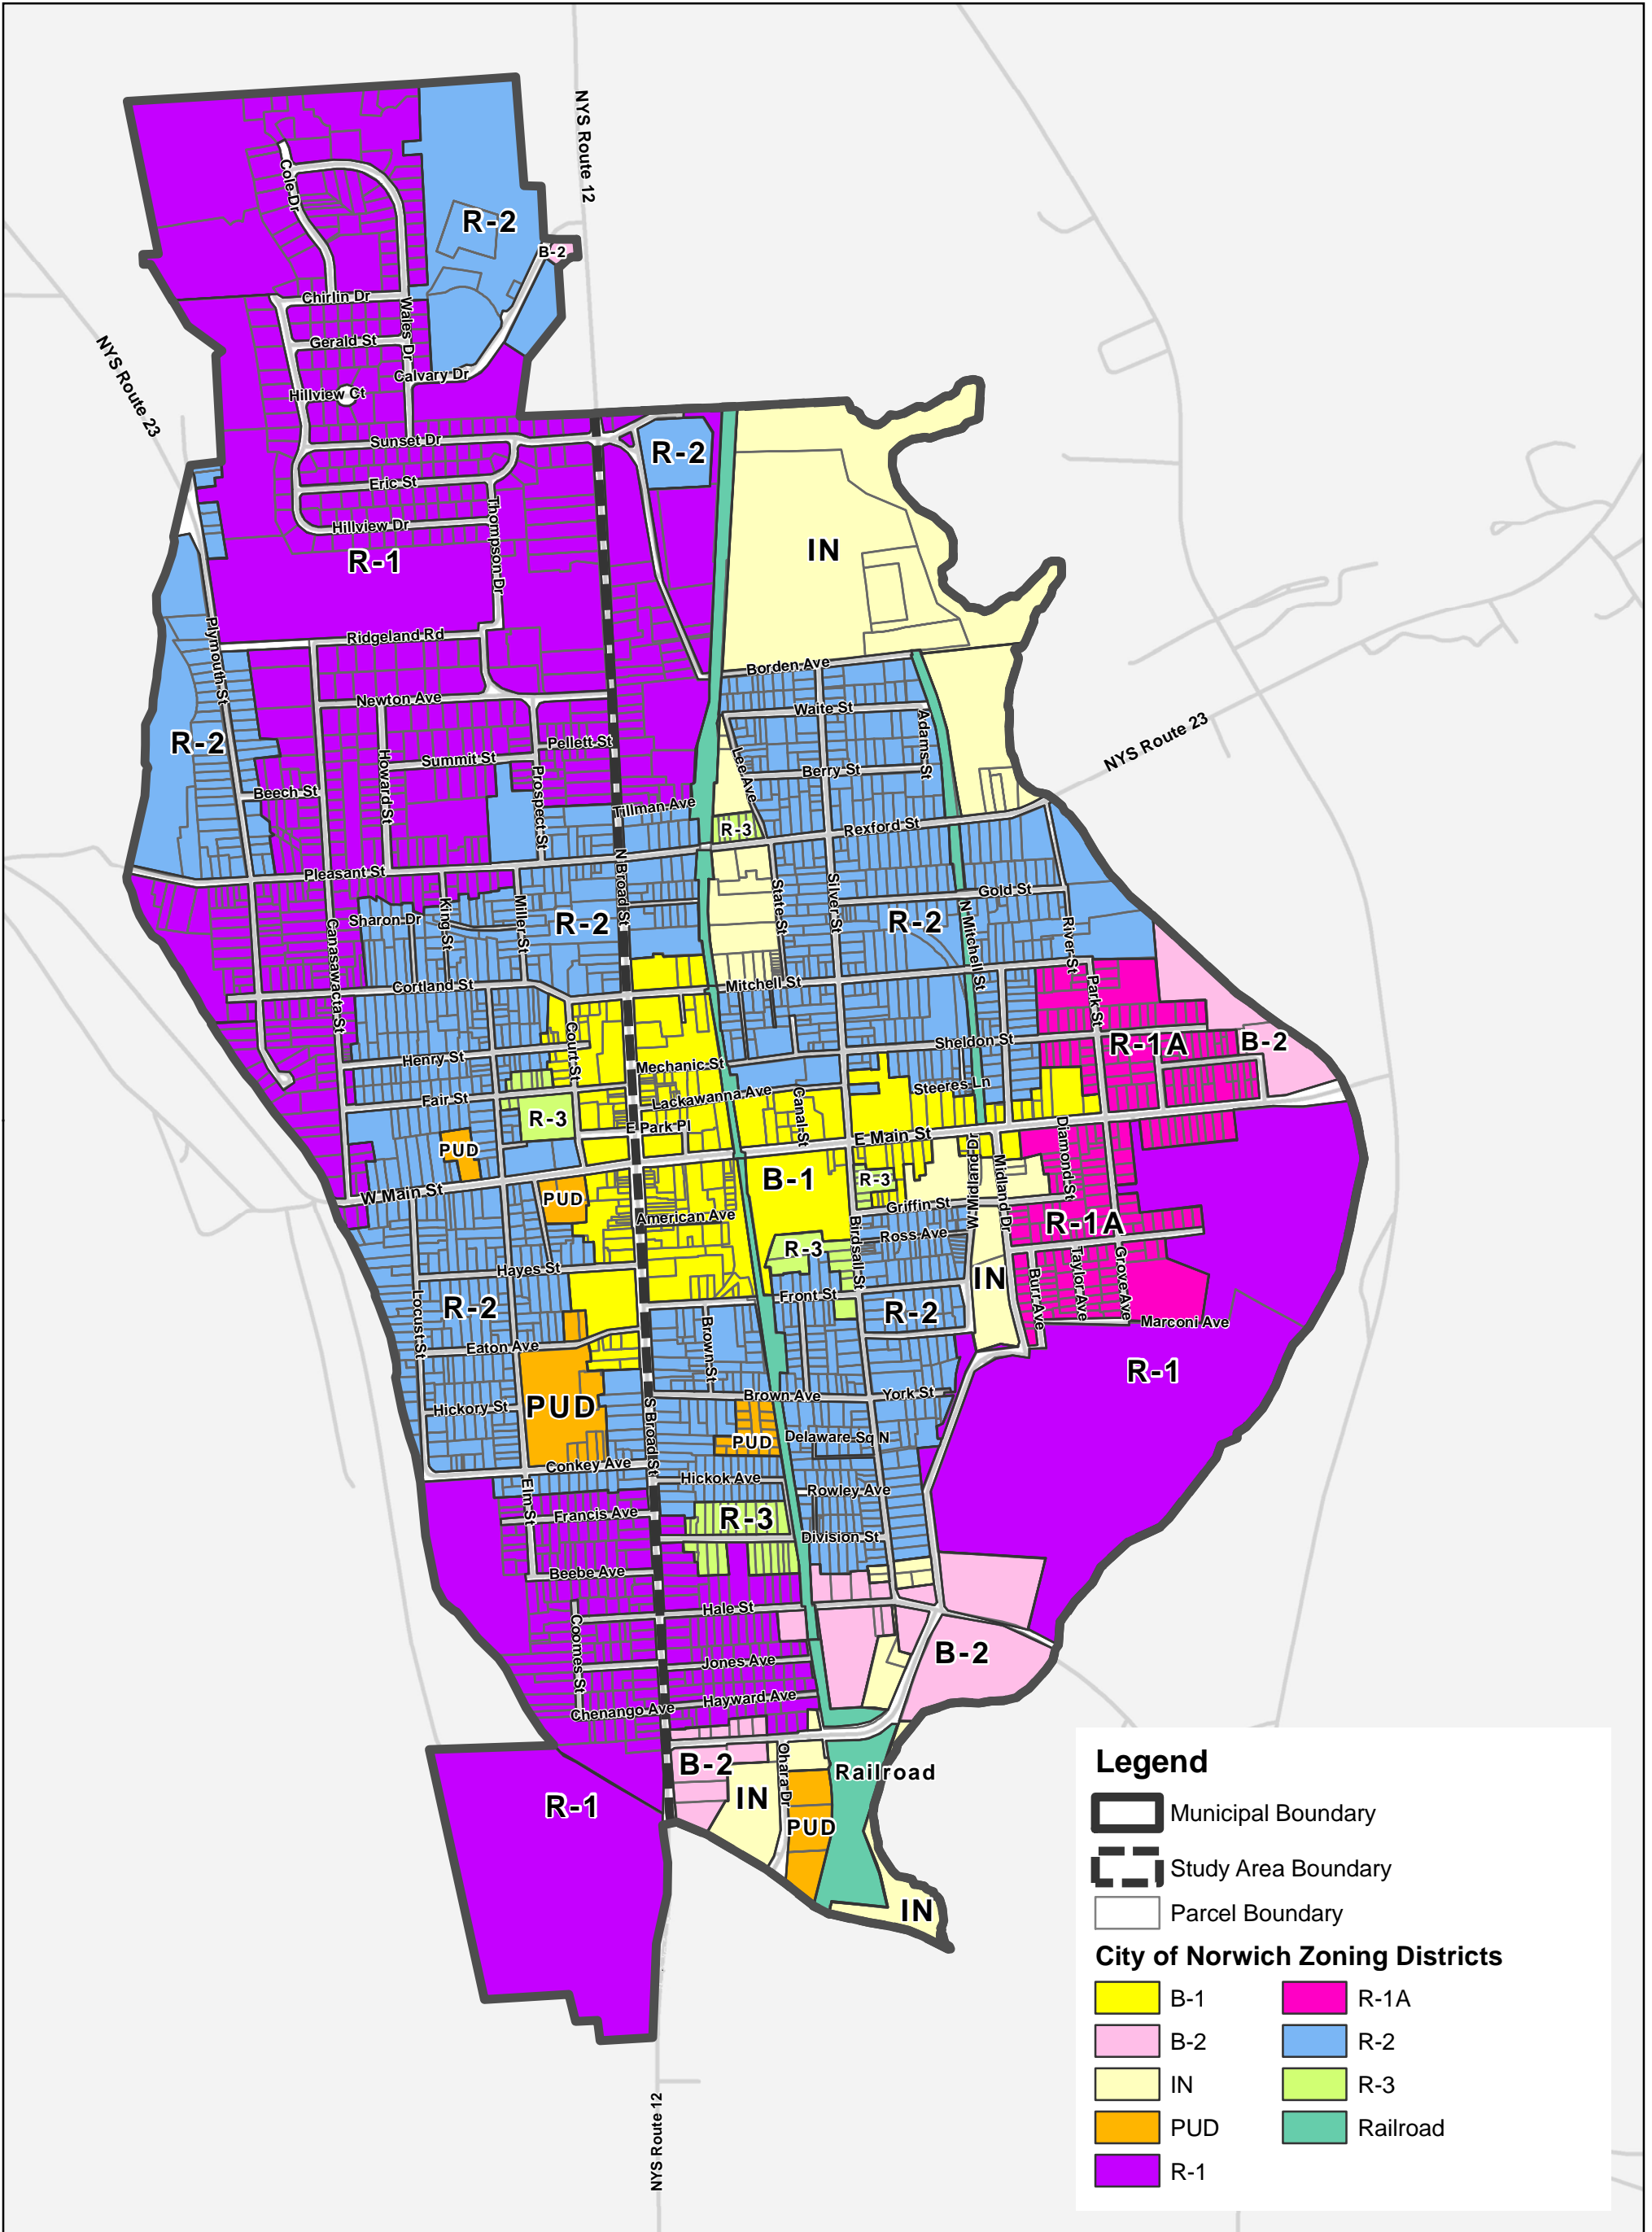 NYS Route 12
Cole Dr
R-2
B-2
Chirlin Dr
Wales Dr
Gerald St
NYS Route 23
Calvary Dr
Hillview Ct
Sunset Dr
R-2
Eric St
Thompson Dr
Hillview Dr
IN
R-1
Plymouth St
Ridgeland Rd
Borden Ave
Newton Ave
Waite St
Adams St
NYS Route 23
R-2
Pellett St
Lee Ave
Howard St
Summit St
Berry St
Beech St
Prospect St
Tillman Ave
R-3
Rexford St
Pleasant St
N Broad St
Gold St
State St
Silver St
Sharon Dr
King St
Miller St
R-2
R-2
N Mitchell St
River St
Canasawacta St
Cortland St
Mitchell St
Park St
Court St
Henry St
Mechanic St
Sheldon St
R-1A
B-2
Fair St
Lackawanna Ave
Canal St
Steeres Ln
R-3
E Park Pl
E Main St
Diamond St
PUD
W Main St
PUD
B-1
R-3
W Midland Dr
Midland Dr
Griffin St
American Ave
R-1A
Birdsall St
Ross Ave
R-3
Hayes St
IN
Taylor Ave
Grove Ave
Burr Ave
Locust St
R-2
Front St
R-2
Marconi Ave
Brown St
Eaton Ave
R-1
Brown Ave
York St
Hickory St
PUD
S Broad St
PUD
Delaware Sq N
Conkey Ave
Hickok Ave
Elm St
Rowley Ave
Francis Ave
R-3
Division St
Beebe Ave
Hale St
Coomes St
B-2
Jones Ave
Hayward Ave
Chenango Ave
B-2
Ohara Dr
Railroad
IN
R-1
PUD
IN
NYS Route 12
Legend
Municipal Boundary
Study Area Boundary
Parcel Boundary
City of Norwich Zoning Districts
B-1
R-1A
B-2
R-2
IN
R-3
PUD
Railroad
R-1